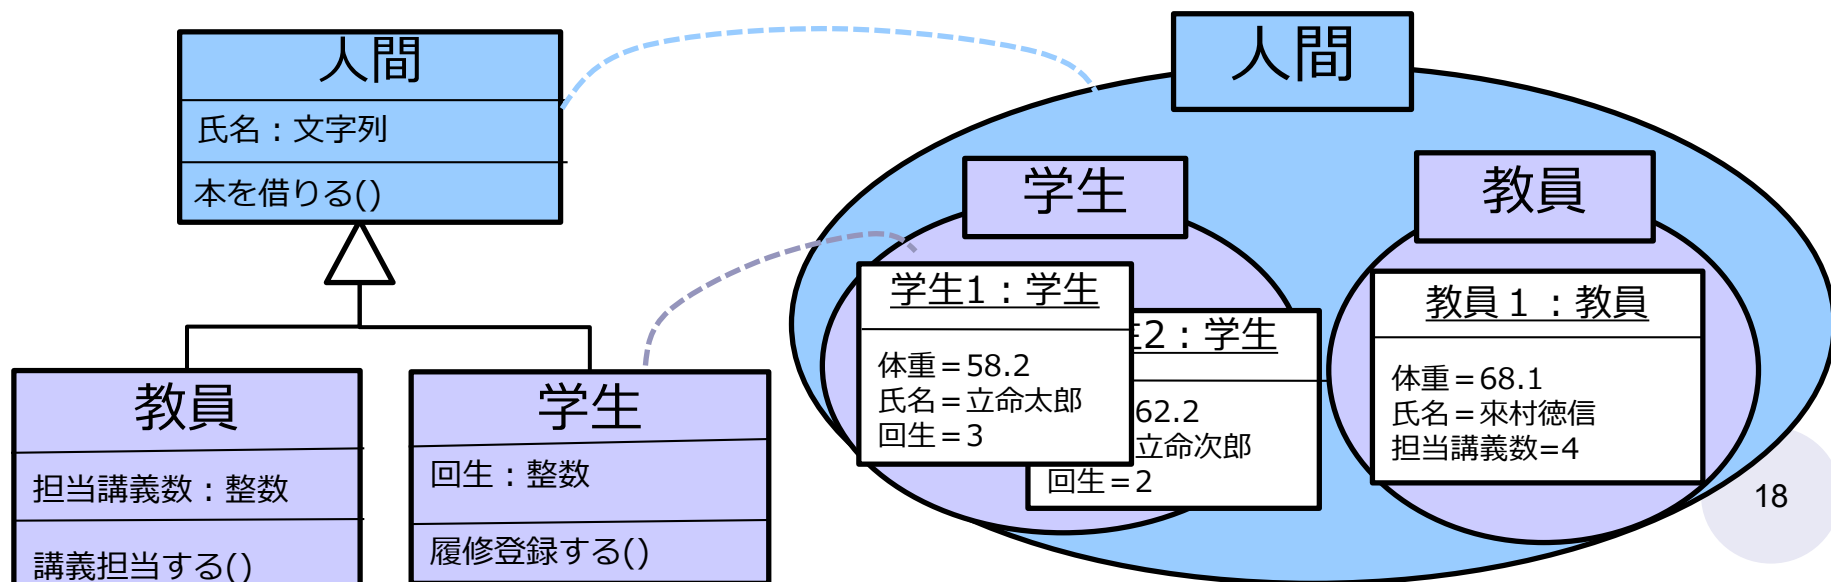 人間
氏名：文字列
本を借りる()
教員
担当講義数：整数
講義担当する()
学生
回生：整数
履修登録する()
人間
学生
教員
学生1：学生
体重＝58.2
氏名＝立命太郎
回生＝3
2：学生
62.2
立命次郎
回生＝2
教員１：教員
体重＝68.1
氏名＝來村徳信
担当講義数=4
18